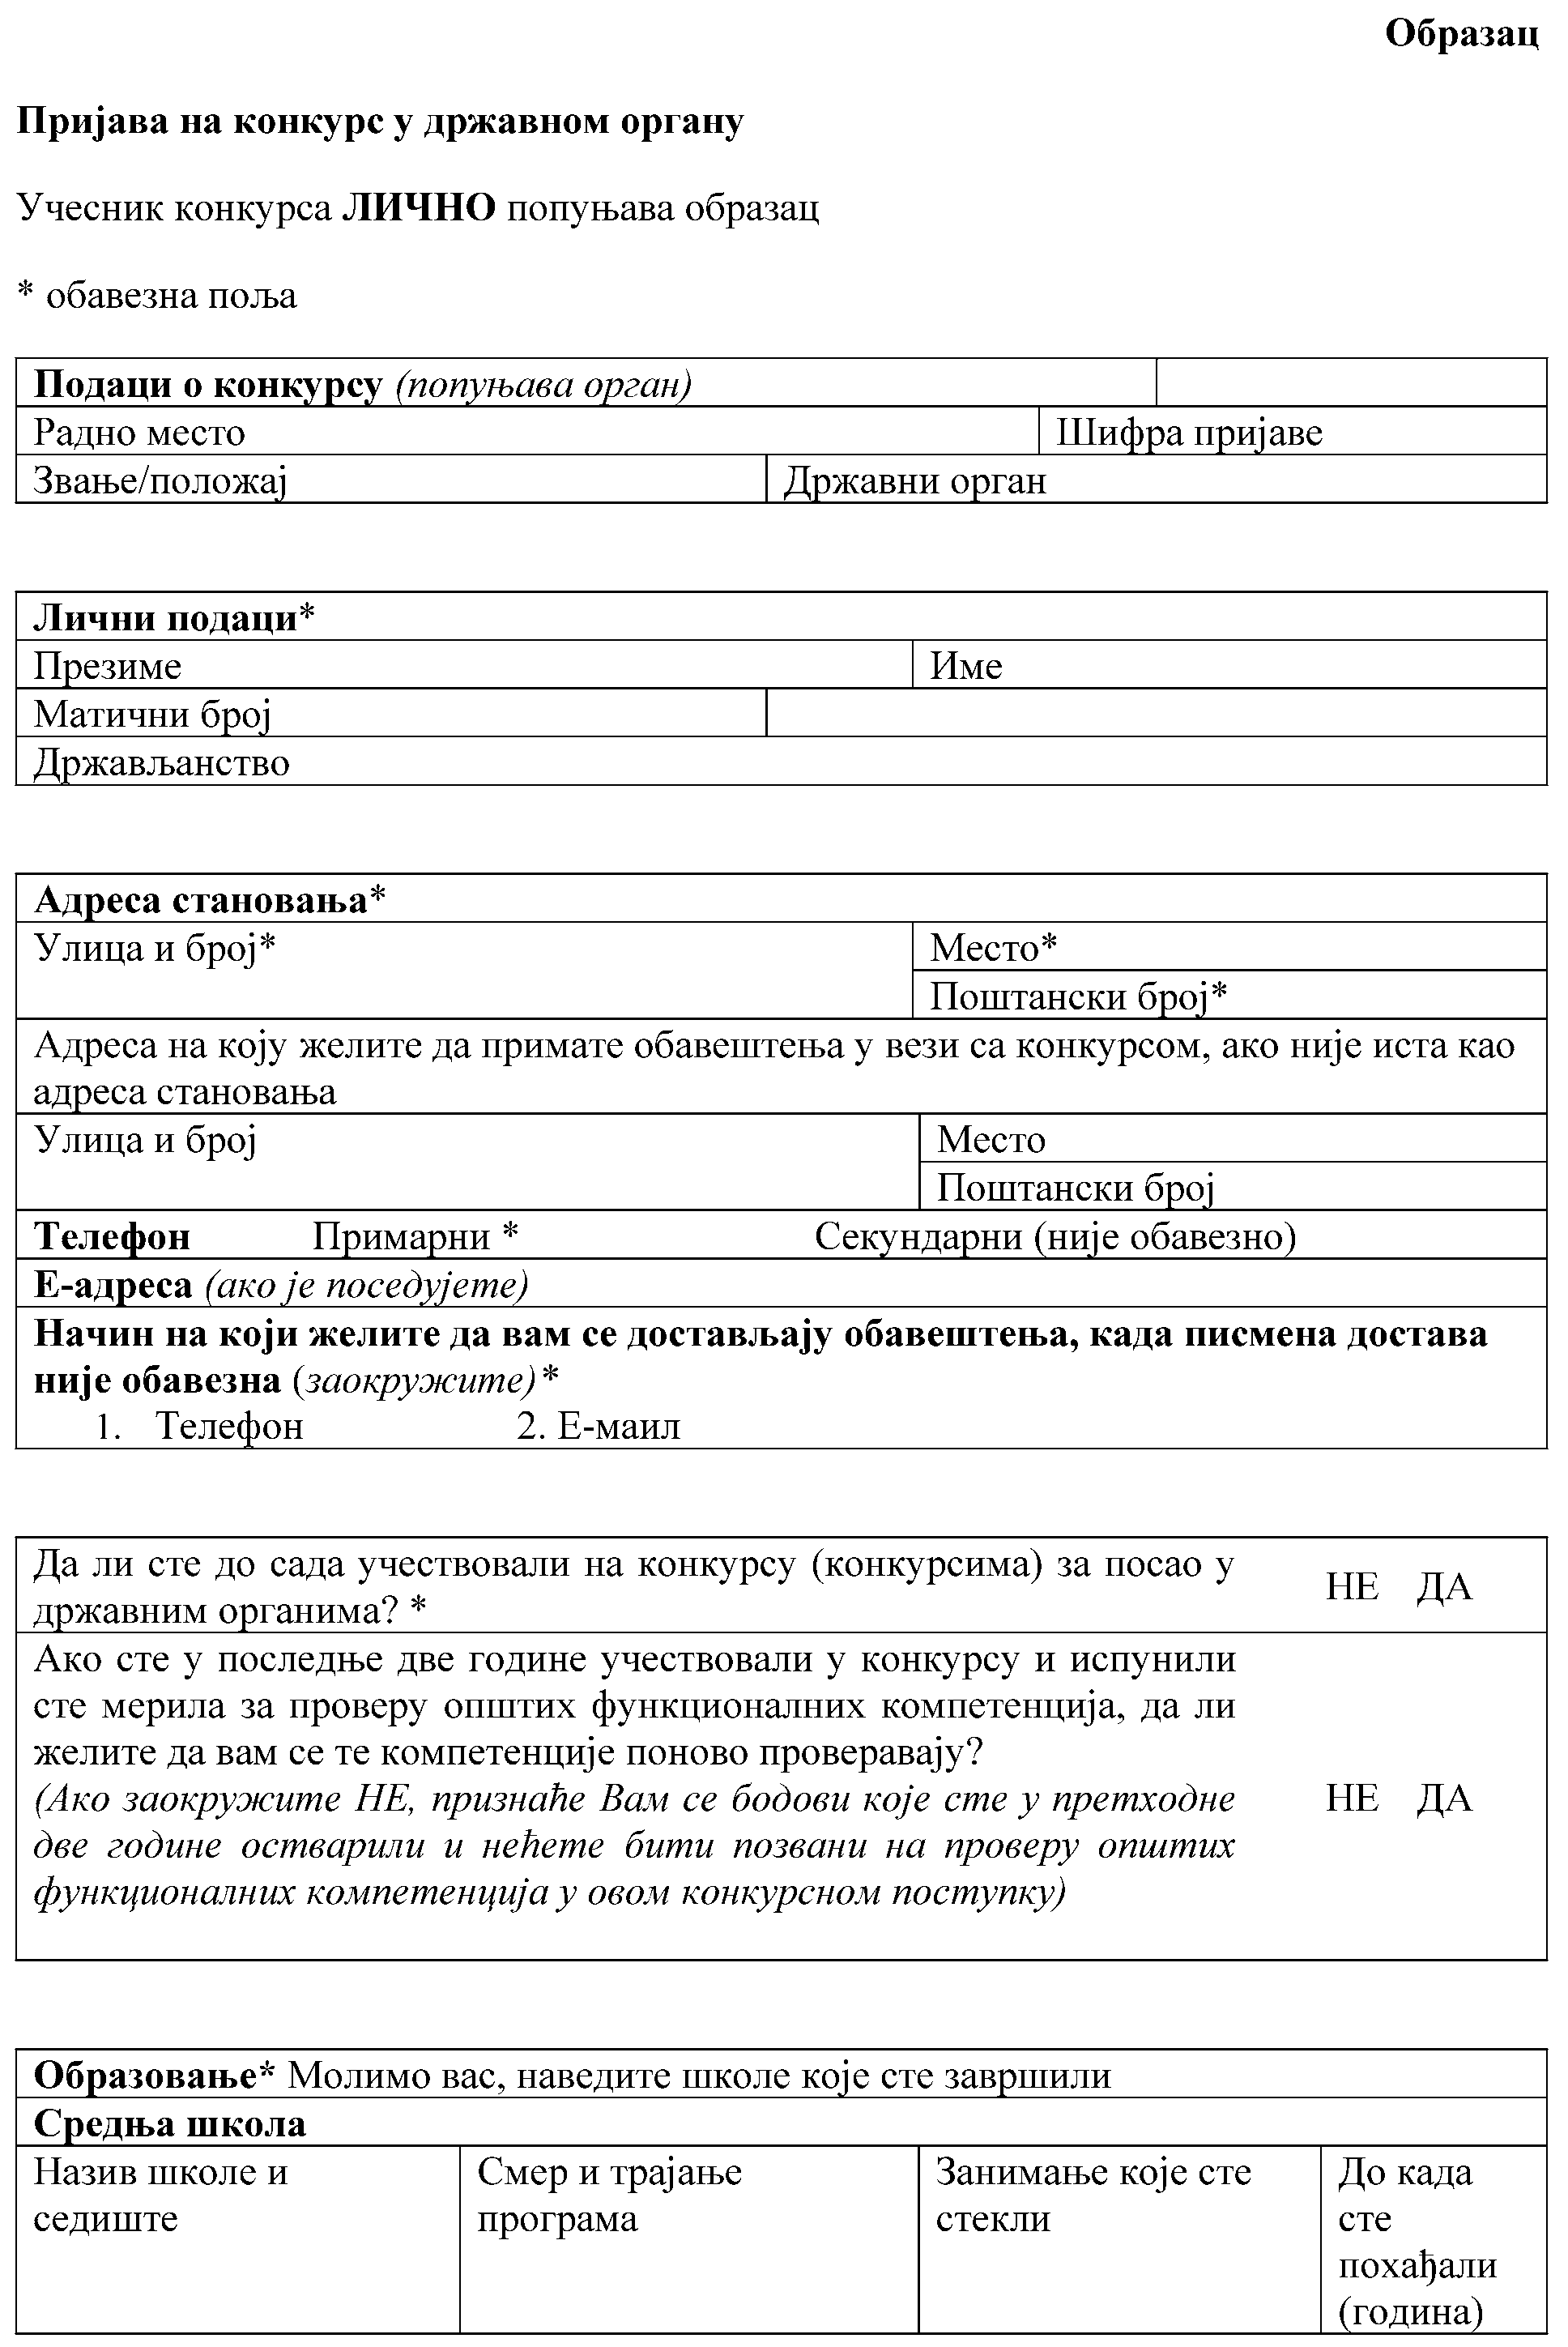 Образац
Пријава на конкурс у државном органу
Учесник конкурса ЛИЧНО попуњава образац
* обавезна поља
Подаци о конкурсу (попуњава орган)
Радно место Шифра пријаве
Звање/положај Државни орган
Лични подаци*
Презиме Име
Матични број
Држављанство
Адреса становања*
Улица и број* Место*
Поштански број*
Адреса на коју желите да примате обавештења у вези са конкурсом, ако није иста као
адреса становања
Улица и број Место
Поштански број
Телефон Примарни * Секундарни (није обавезно)
Е-адреса (ако је поседујете)
Начин на који желите да вам се достављају обавештења, када писмена достава
није обавезна (заокружите)*
1. Телефон 2. Е-маил
Да ли сте до сада учествовали на конкурсу (конкурсима) за посао у
државним органима? * НЕ ДА
Ако сте у последње две године учествовали у конкурсу и испунили
сте мерила за проверу општих функционалних компетенција, да ли
желите да вам се те компетенције поново проверавају?
(Ако заокружите НЕ, признаће Вам се бодови које сте у претходне НЕ ДА
две године остварили и нећете бити позвани на проверу општих
функционалних компетенција у овом конкурсном поступку)
Образовање* Молимо вас, наведите школе које сте завршили
Средња школа
Назив школе и Смер и трајање Занимање које сте До када
седиште програма стекли сте
похађали
(година)